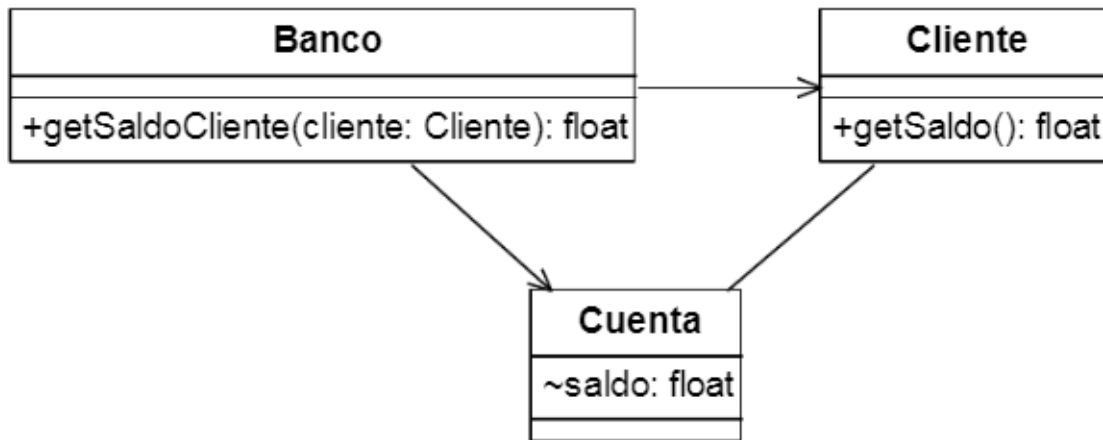 Banco
+getSaldoCliente(cliente: Cliente): float
Cliente
+getSaldo(): float
Cuenta
~saldo: float